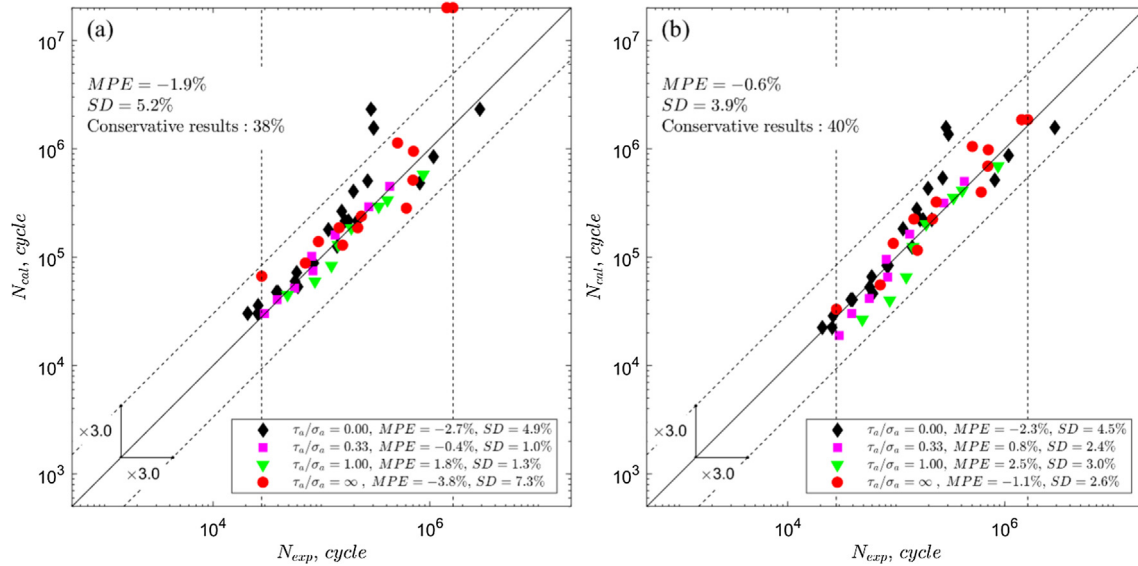 (a)
MPE = −1.9%
SD = 5.2%
Conservative results : 38%
10^7
10^6
10^5
10^4
10^3
N_cal, cycle
×3.0
×3.0
τ_a/σ_a = 0.00, MPE = −2.7%, SD = 4.9%
τ_a/σ_a = 0.33, MPE = −0.4%, SD = 1.0%
τ_a/σ_a = 1.00, MPE = 1.8%, SD = 1.3%
τ_a/σ_a = ∞ , MPE = −3.8%, SD = 7.3%
10^4
10^6
N_exp, cycle
(b)
MPE = −0.6%
SD = 3.9%
Conservative results : 40%
10^7
10^6
10^5
10^4
10^3
cycle
×3.0
×3.0
τ_a/σ_a = 0.00, MPE = −2.3%, SD = 4.5%
τ_a/σ_a = 0.33, MPE = 0.8%, SD = 2.4%
τ_a/σ_a = 1.00, MPE = 2.5%, SD = 3.0%
τ_a/σ_a = ∞ , MPE = −1.1%, SD = 2.6%
10^4
10^6
N_exp, cycle